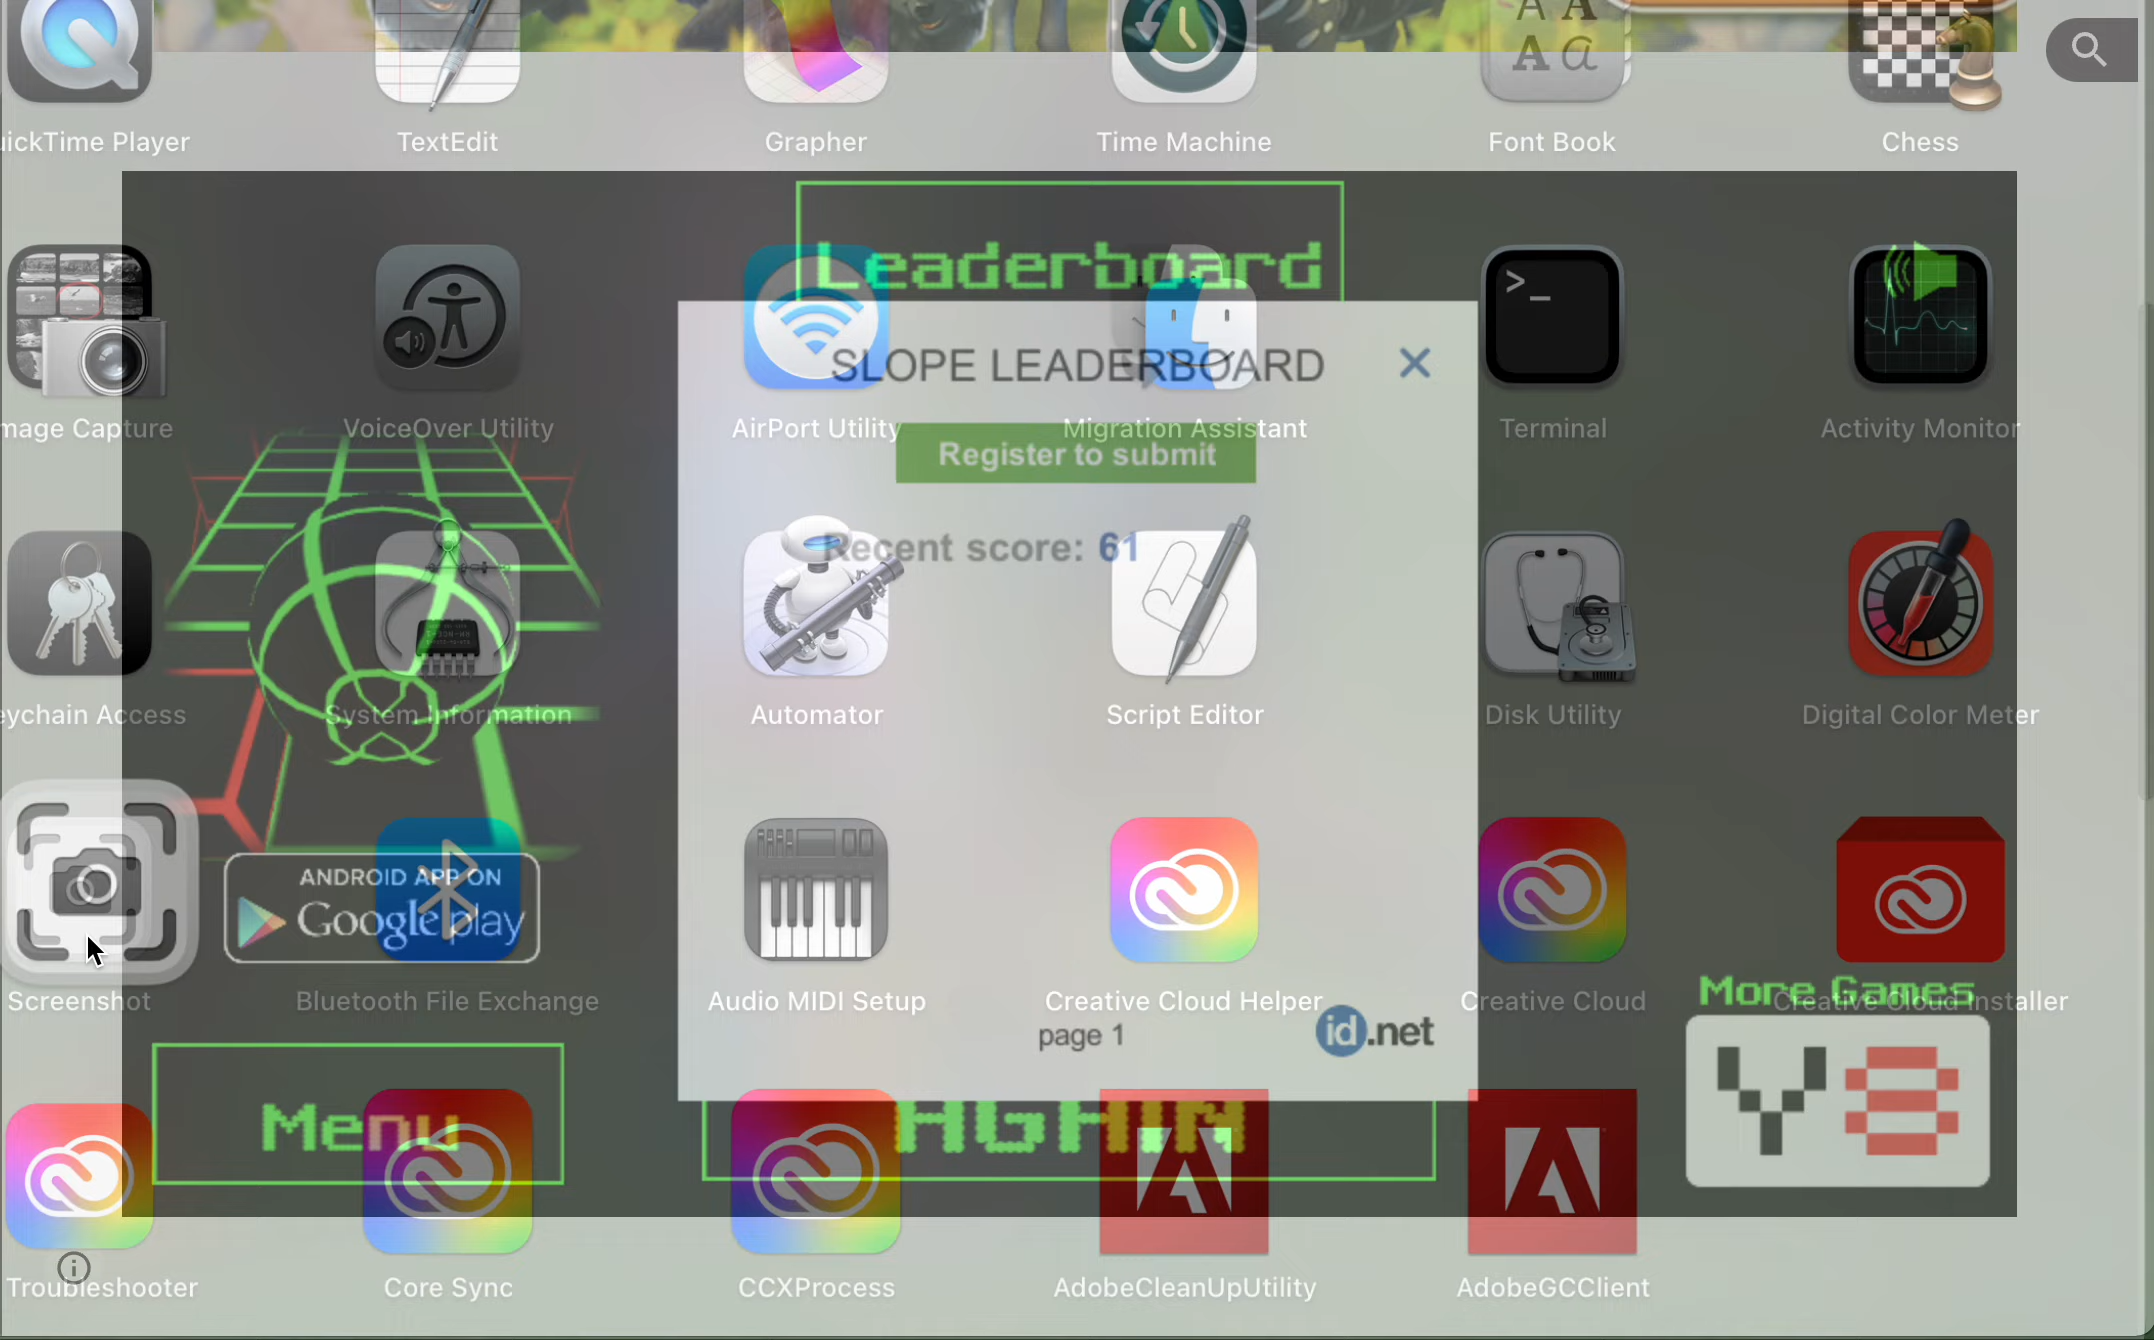 uickTime Player
TextEdit
Grapher
Time Machine
Font Book
Chess
Leaderboard
SLOPE LEADERBOARD
mage Capture
VoiceOver Utility
AirPort Utility
Migration Assistant
Terminal
Activity Monitor
Register to submit
Recent score: 61
eychain Access
System Information
Automator
Script Editor
Disk Utility
Digital Color Meter
ANDROID APP ON
Google play
Screenshot
Bluetooth File Exchange
Audio MIDI Setup
Creative Cloud Helper
Creative Cloud
Creative Cloud Installer
More Games
page 1
id.net
Y8
Menu
AGAIN
Troubleshooter
Core Sync
CCXProcess
AdobeCleanUpUtility
AdobeGCClient